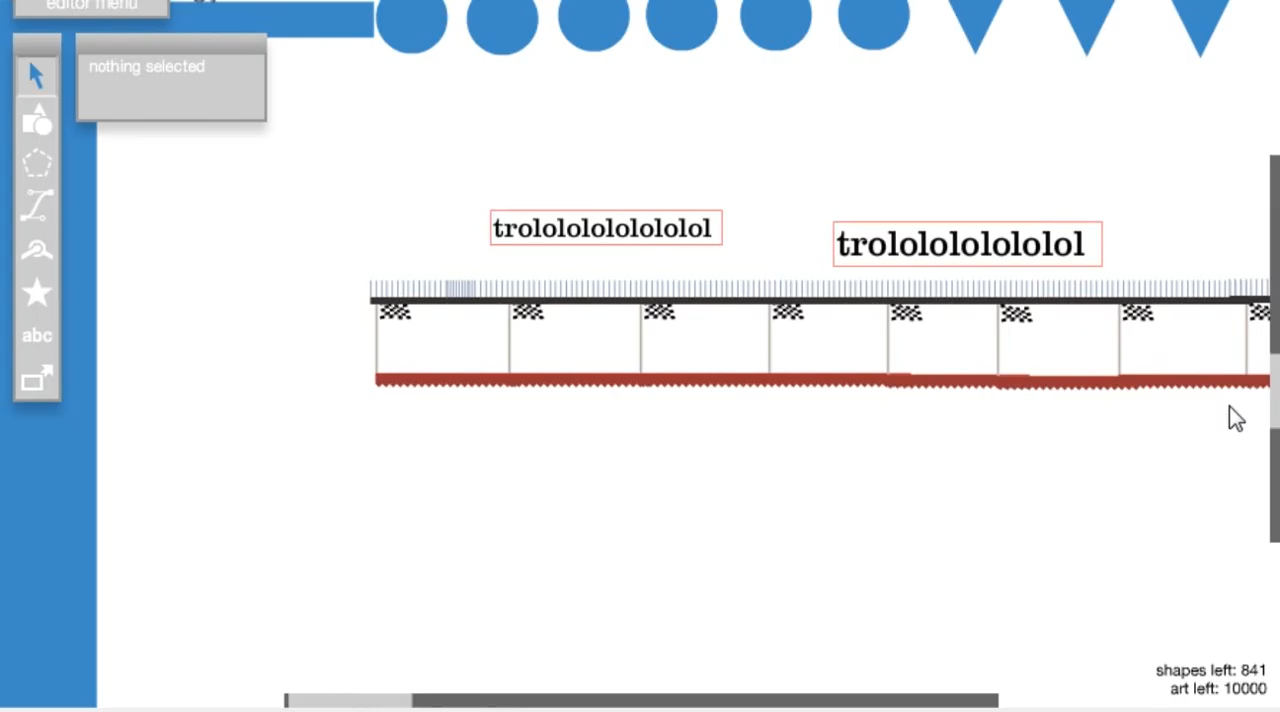 editor menu
nothing selected
trolololololololol
trololololololol
abc
shapes left: 841
art left: 10000